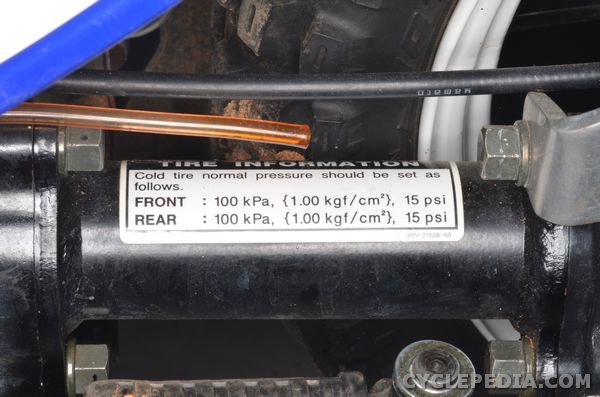 TIRE INFORMATION
Cold tire normal pressure should be set as
follows.
FRONT : 100 kPa, {1.00 kgf/cm²}, 15 psi
REAR : 100 kPa, {1.00 kgf/cm²}, 15 psi
CYCLEPEDIA.COM